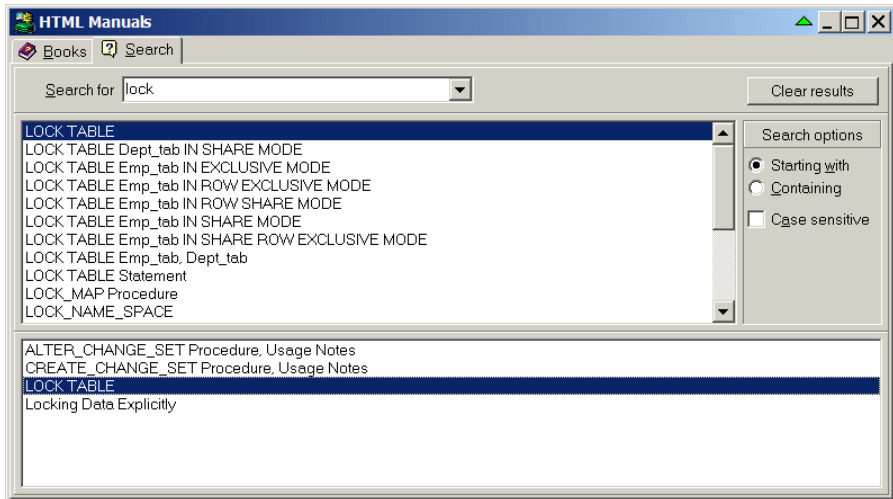 HTML Manuals
Books Search
Search for lock Clear results
LOCK TABLE
LOCK TABLE Dept_tab IN SHARE MODE
LOCK TABLE Emp_tab IN EXCLUSIVE MODE
LOCK TABLE Emp_tab IN ROW EXCLUSIVE MODE
LOCK TABLE Emp_tab IN ROW SHARE MODE
LOCK TABLE Emp_tab IN SHARE MODE
LOCK TABLE Emp_tab IN SHARE ROW EXCLUSIVE MODE
LOCK TABLE Emp_tab, Dept_tab
LOCK TABLE Statement
LOCK_MAP Procedure
LOCK_NAME_SPACE
Search options
Starting with
Containing
Case sensitive
ALTER_CHANGE_SET Procedure, Usage Notes
CREATE_CHANGE_SET Procedure, Usage Notes
LOCK TABLE
Locking Data Explicitly